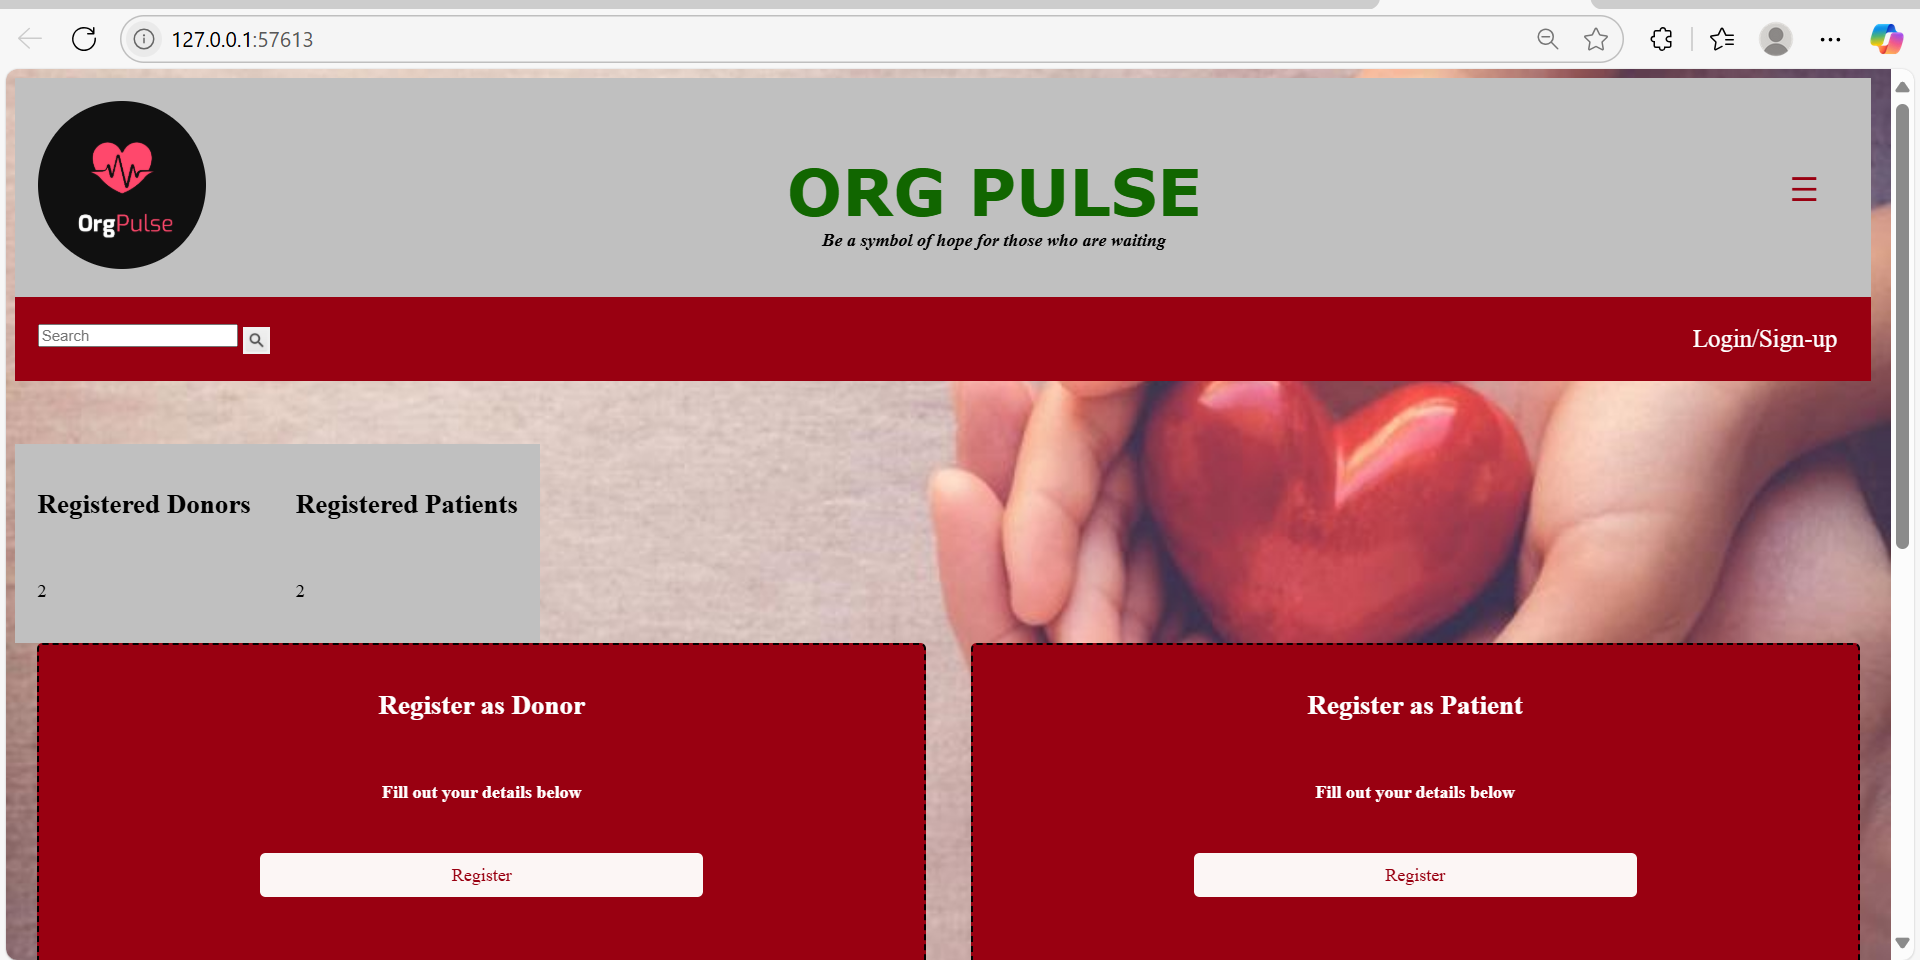 127.0.0.1:57613
OrgPulse
ORG PULSE
Be a symbol of hope for those who are waiting
☰
Search
Login/Sign-up
Registered Donors Registered Patients
2 2
Register as Donor
Fill out your details below
Register
Register as Patient
Fill out your details below
Register